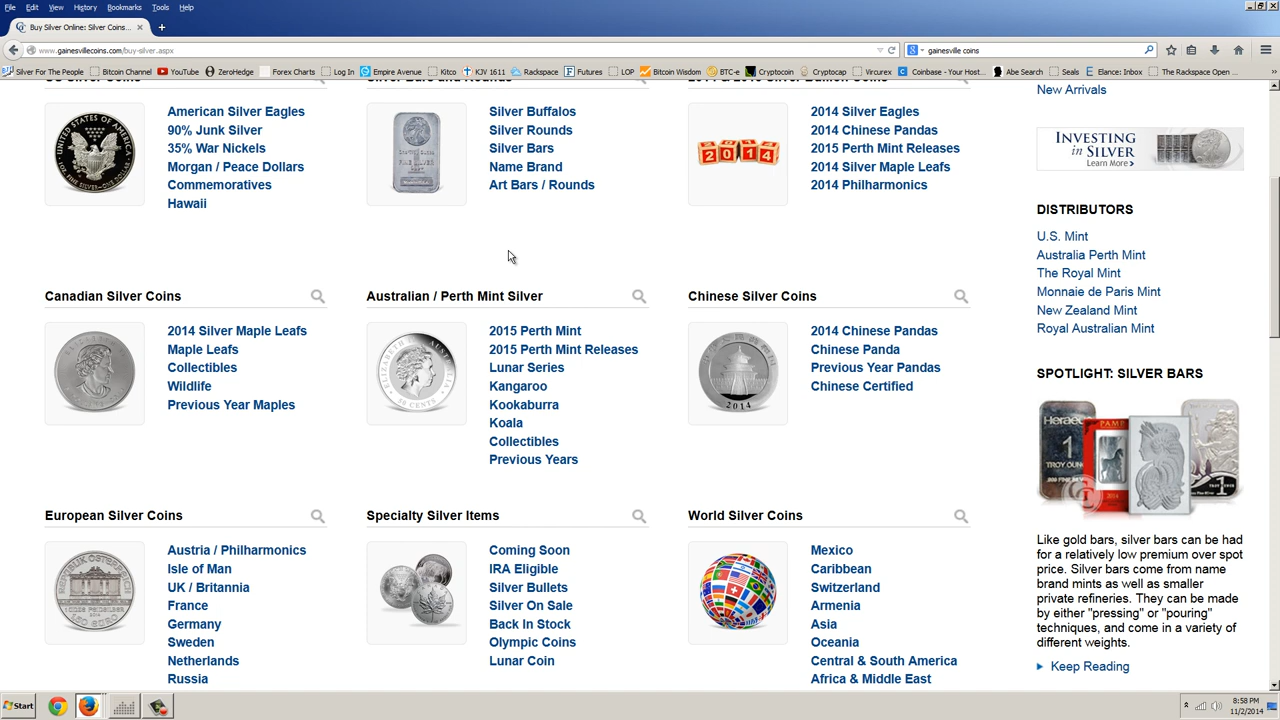 File Edit View History Bookmarks Tools Help
Buy Silver Online: Silver Coins...
www.gainesvillecoins.com/buy-silver.aspx
gainesville coins
Silver For The People Bitcoin Channel YouTube ZeroHedge Forex Charts Log In Empire Avenue Kitco KJV 1611 Rackspace Futures LOP Bitcoin Wisdom BTC-e Cryptocoin Cryptocap Vircurex Coinbase - Your Host... Abe Search Seals Elance: Inbox The Rackspace Open ...
American Silver Eagles
90% Junk Silver
35% War Nickels
Morgan / Peace Dollars
Commemoratives
Hawaii
Silver Buffalos
Silver Rounds
Silver Bars
Name Brand
Art Bars / Rounds
2014
2014 Silver Eagles
2014 Chinese Pandas
2015 Perth Mint Releases
2014 Silver Maple Leafs
2014 Philharmonics
New Arrivals
INVESTING
in SILVER
Learn More
DISTRIBUTORS
U.S. Mint
Australia Perth Mint
The Royal Mint
Monnaie de Paris Mint
New Zealand Mint
Royal Australian Mint
Canadian Silver Coins
2014 Silver Maple Leafs
Maple Leafs
Collectibles
Wildlife
Previous Year Maples
Australian / Perth Mint Silver
2015 Perth Mint
2015 Perth Mint Releases
Lunar Series
Kangaroo
Kookaburra
Koala
Collectibles
Previous Years
Chinese Silver Coins
2014
2014 Chinese Pandas
Chinese Panda
Previous Year Pandas
Chinese Certified
SPOTLIGHT: SILVER BARS
Like gold bars, silver bars can be had
for a relatively low premium over spot
price. Silver bars come from name
brand mints as well as smaller
private refineries. They can be made
by either "pressing" or "pouring"
techniques, and come in a variety of
different weights.
Keep Reading
European Silver Coins
Austria / Philharmonics
Isle of Man
UK / Britannia
France
Germany
Sweden
Netherlands
Russia
Specialty Silver Items
Coming Soon
IRA Eligible
Silver Bullets
Silver On Sale
Back In Stock
Olympic Coins
Lunar Coin
World Silver Coins
Mexico
Caribbean
Switzerland
Armenia
Asia
Oceania
Central & South America
Africa & Middle East
Start
8:58 PM
11/2/2014